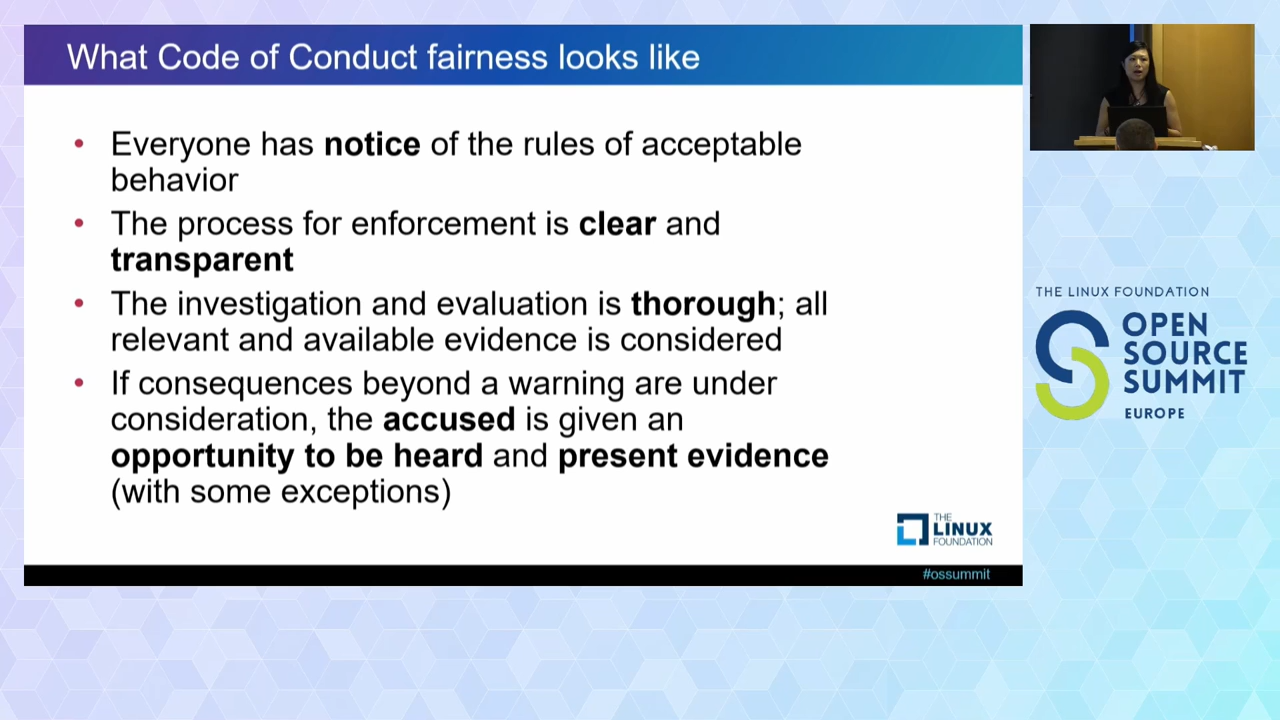 What Code of Conduct fairness looks like
• Everyone has notice of the rules of acceptable
behavior
• The process for enforcement is clear and
transparent
• The investigation and evaluation is thorough; all
relevant and available evidence is considered
• If consequences beyond a warning are under
consideration, the accused is given an
opportunity to be heard and present evidence
(with some exceptions)
THE
LINUX
FOUNDATION
#ossummit
THE LINUX FOUNDATION
OPEN
SOURCE
SUMMIT
EUROPE